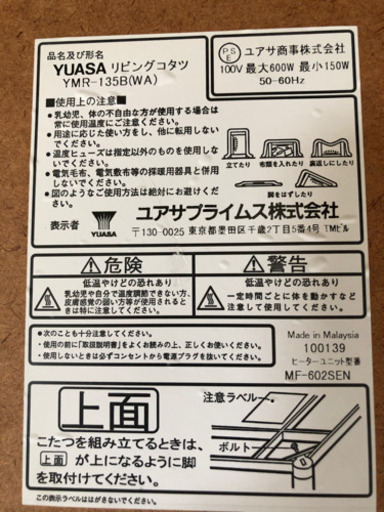 品名及び形名
YUASA リビングコタツ
YMR-135B(WA)
PSE
ユアサ商事株式会社
100V 最大600W 最小150W
50-60Hz
■使用上の注意■
●乳幼児、体の不自由な方が使用する場合は
常に使用温度にご注意ください。
●用途に応じた使い方をし、他に転用しない
でください。
●温度ヒューズは指定以外のものを使用しない
でください。
●電気毛布、電気敷布等の採暖用器具と併用し
ないでください。
●図のようなご使用方法は絶対にお避けください
立てたり
衣類を入れたり
裏返しにしたり
脚をはずしたり
表示者
YUASA
ユアサプライムス株式会社
〒130-0025 東京都墨田区千歳2丁目5番4号 TMビル
危険
低温やけどの恐れあり
乳幼児や自分で温度調節できない方、
皮膚感覚の弱い方等が使用されるとき
は特に注意してください。
警告
低温やけどの恐れあり
一定時間ごとに体を動かすなど
注意してください。
●次のことも十分注意してください。
・使用の前に「取扱説明書」をよくお読みの上、正しくお使いください。
・使用しないときは必ずコンセントから電源プラグを抜いてください。
Made in Malaysia
100139
ヒーターユニット型番
MF-602SEN
上面
こたつを組み立てるときは、
上面 が上になるように脚
を取付けてください。
注意ラベル
ボルト
この表示ラベルははがさないでください。